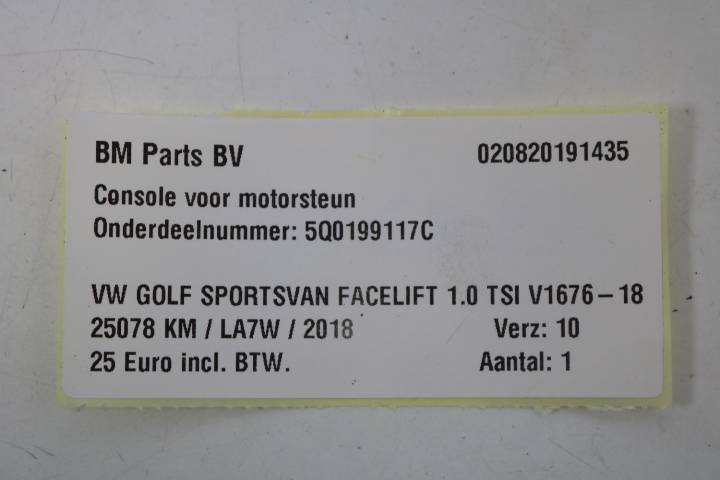 BM Parts BV 020820191435
Console voor motorsteun
Onderdeelnummer: 5Q0199117C
VW GOLF SPORTSVAN FACELIFT 1.0 TSI V1676-18
25078 KM / LA7W / 2018 Verz: 10
25 Euro incl. BTW. Aantal: 1